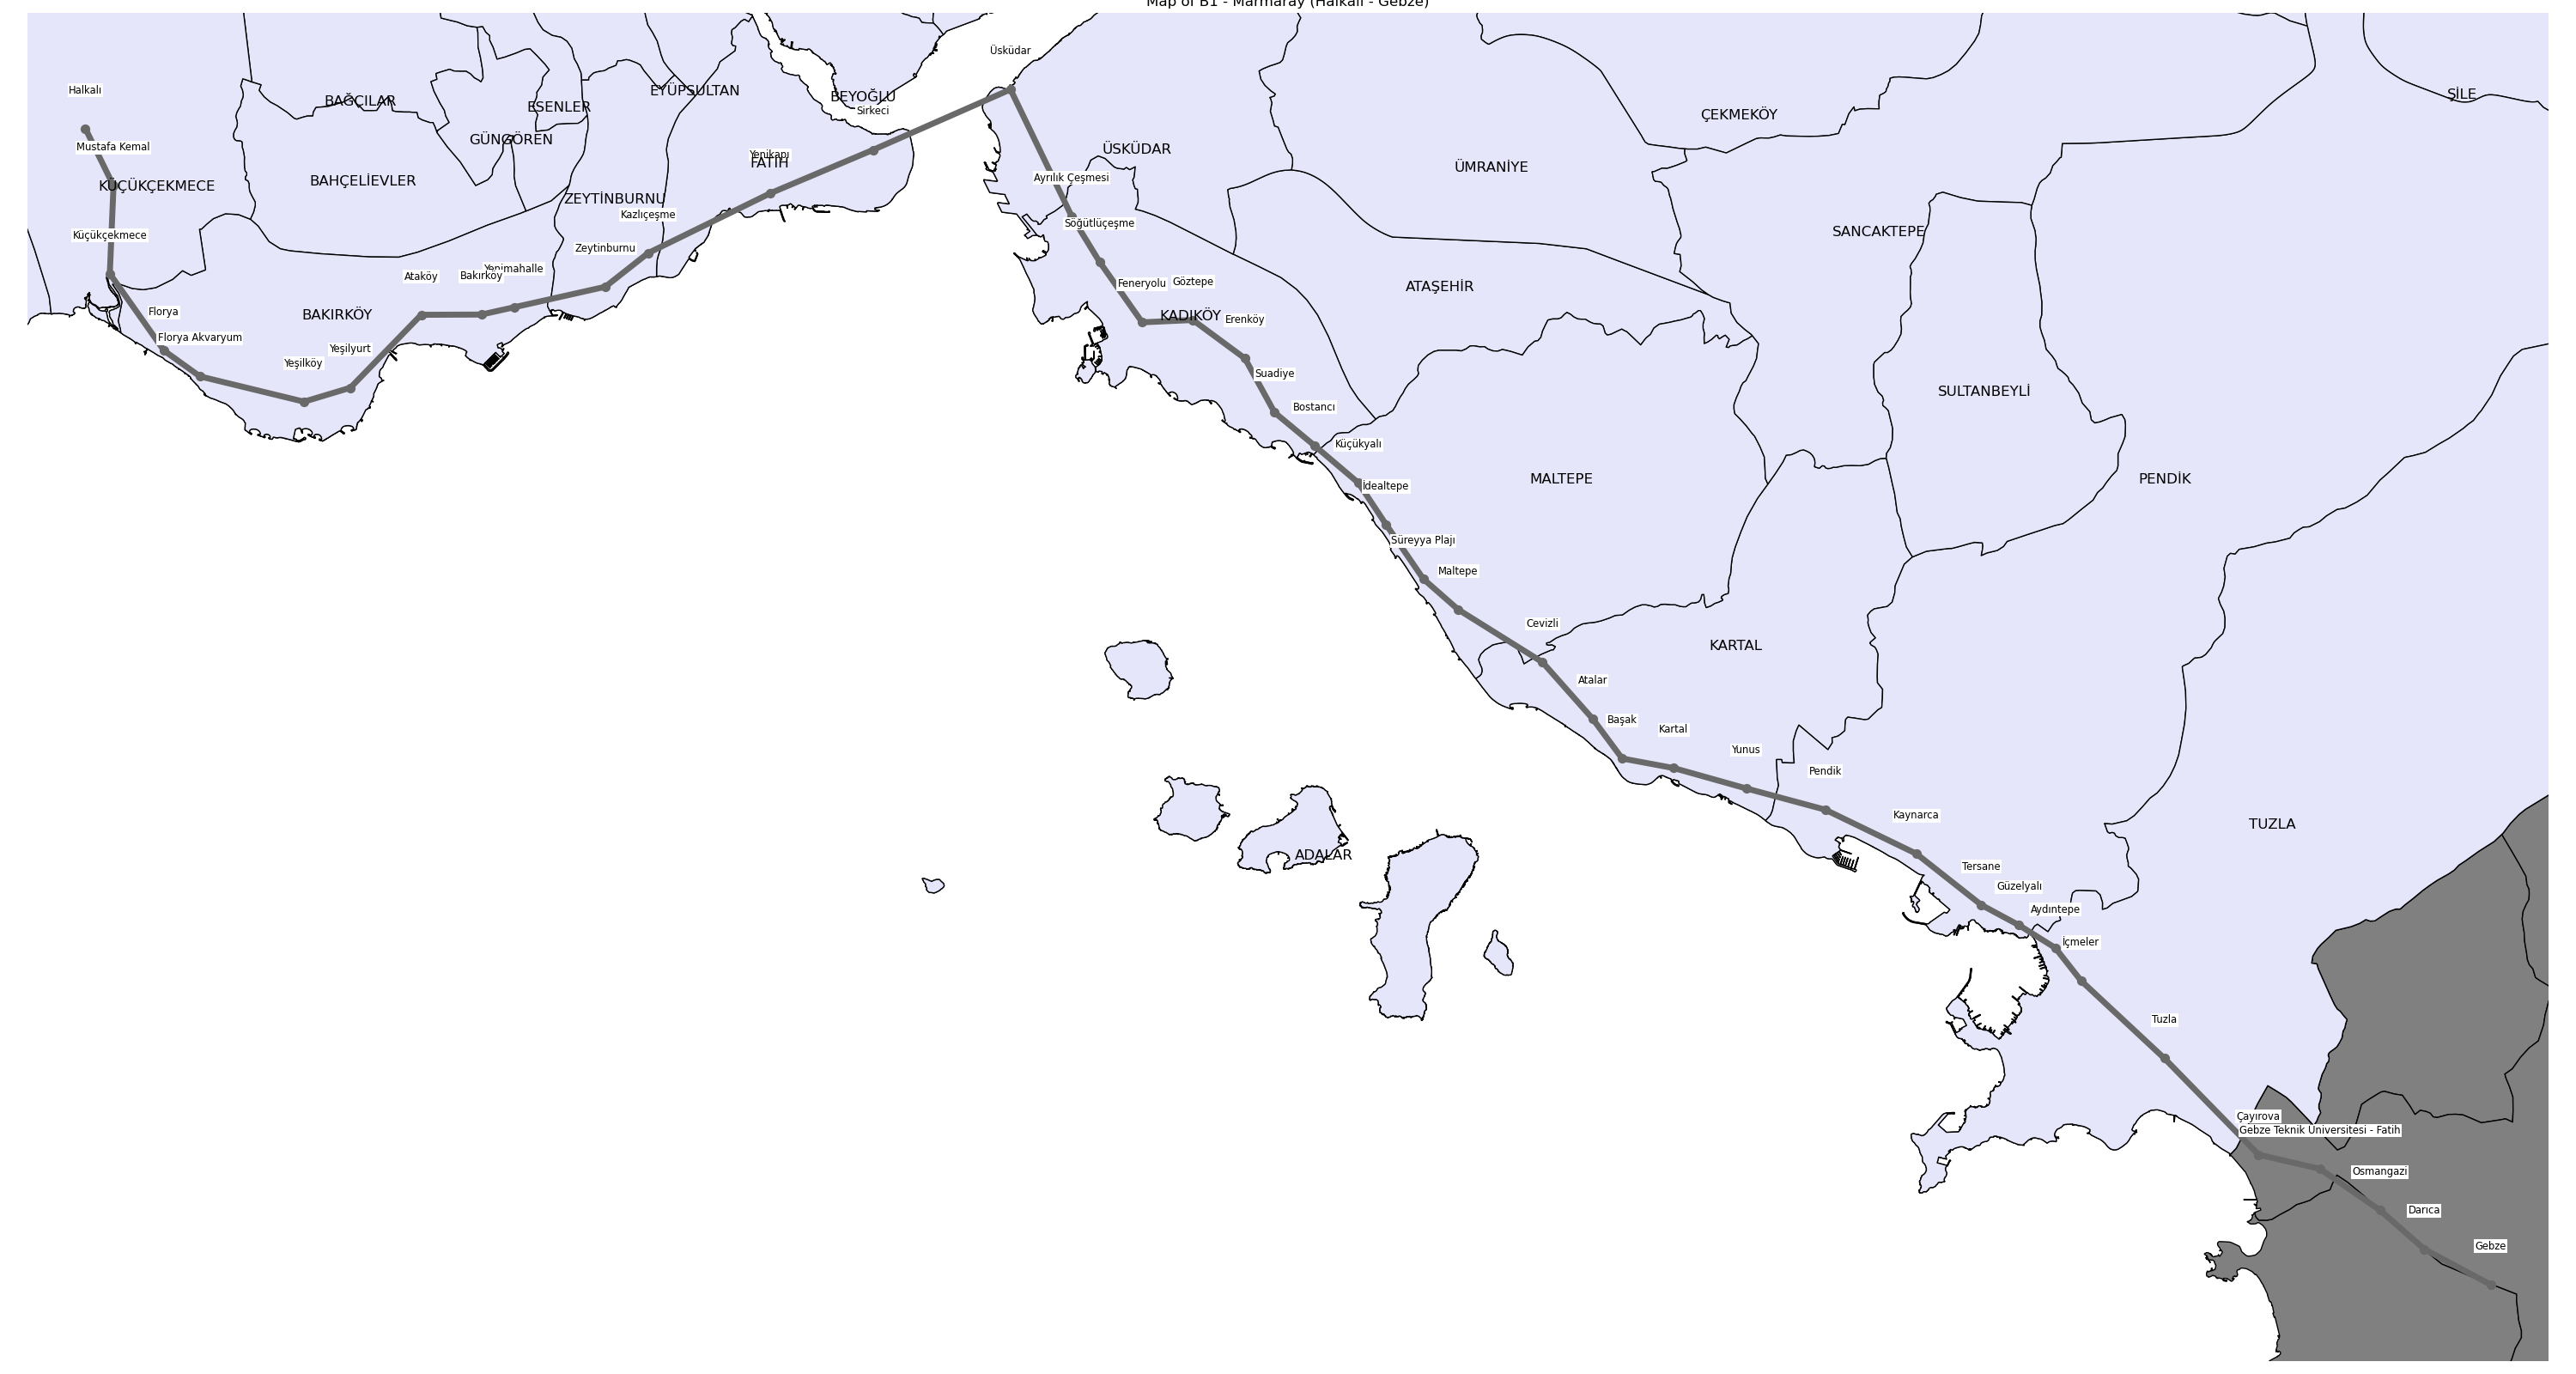 Map of B1 - Marmaray (Halkalı - Gebze)
Halkalı
Mustafa Kemal
KÜÇÜKÇEKMECE
Küçükçekmece
Florya
Florya Akvaryum
Yeşilköy
Yeşilyurt
BAKIRKÖY
Ataköy
Bakırköy
Yenimahalle
BAĞCILAR
BAHÇELİEVLER
GÜNGÖREN
ESENLER
ZEYTİNBURNU
Zeytinburnu
Kazlıçeşme
EYÜPSULTAN
Yenikapı
FATİH
BEYOĞLU
Sirkeci
Üsküdar
ÜSKÜDAR
Ayrılık Çeşmesi
Söğütlüçeşme
Feneryolu
Göztepe
KADIKÖY
Erenköy
Suadiye
Bostancı
Küçükyalı
İdealtepe
Süreyya Plajı
Maltepe
Cevizli
Atalar
Başak
Kartal
Yunus
Pendik
Kaynarca
Tersane
Güzelyalı
Aydıntepe
İçmeler
Tuzla
Çayırova
Gebze Teknik Üniversitesi - Fatih
Osmangazi
Darıca
Gebze
ÜMRANİYE
ATAŞEHİR
ÇEKMEKÖY
SANCAKTEPE
SULTANBEYLİ
ŞİLE
MALTEPE
KARTAL
PENDİK
TUZLA
ADALAR